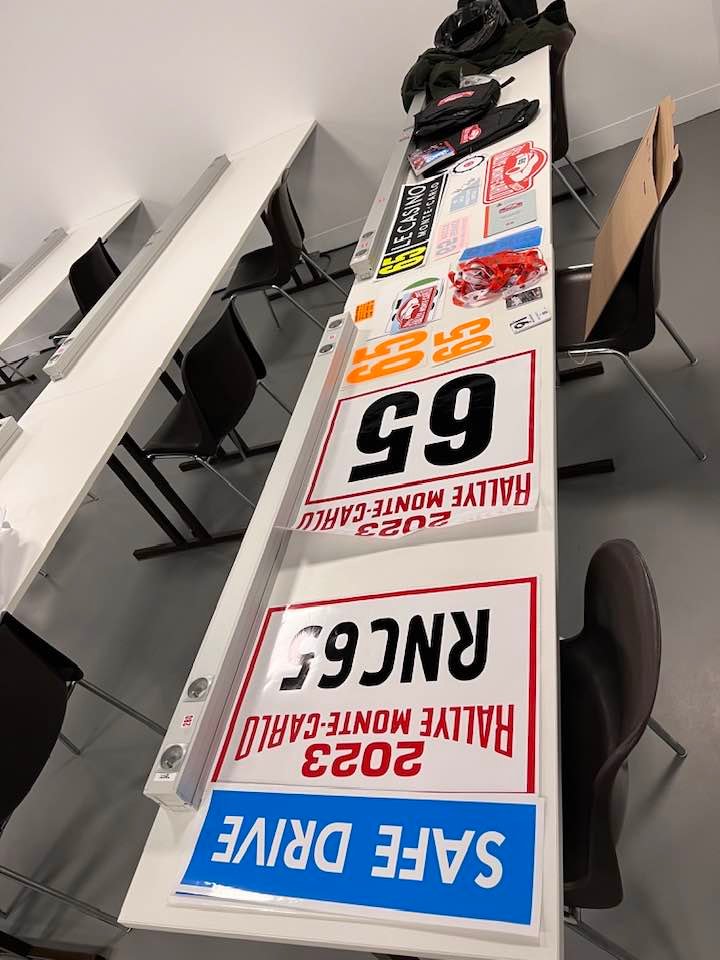 SAFE DRIVE
2023
RALLYE MONTE-CARLO
RNC65
280
2023
RALLYE MONTE-CARLO
65
65
65
65
LE CASINO
MONTE-CARLO